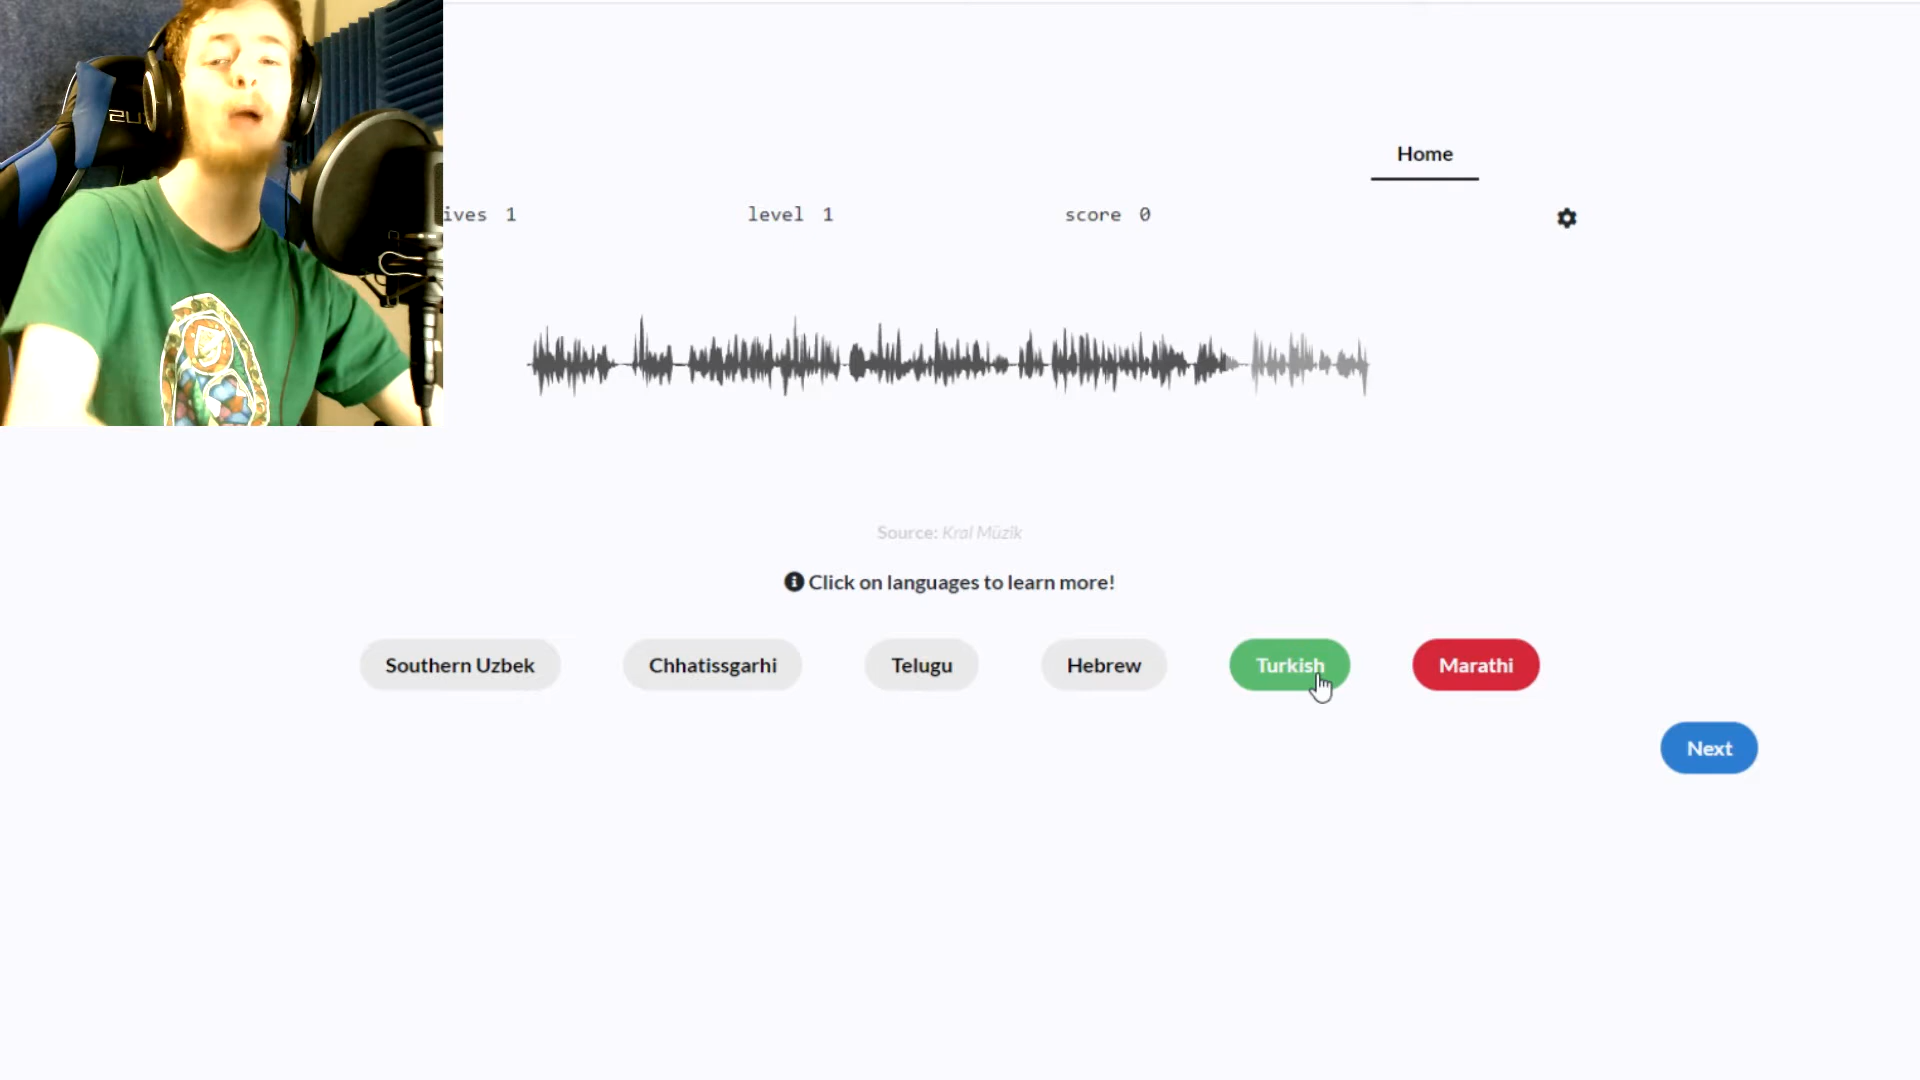 Home
ives 1
level 1
score 0
Source: Kral Müzik
Click on languages to learn more!
Southern Uzbek
Chhatissgarhi
Telugu
Hebrew
Turkish
Marathi
Next